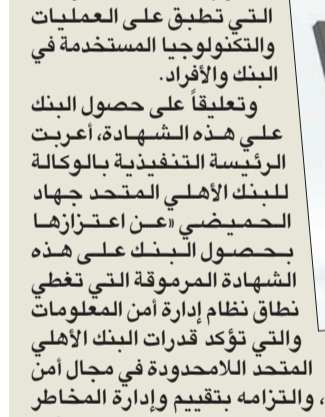 التي تطبق على العمليات
والتكنولوجيا المستخدمة في
البنك والأفراد.
وتعليقاً على حصول البنك
علي هذه الشهادة، أعربت
الرئيسة التنفيذية بالوكالة
للبنك الأهلي المتحد جهاد
الحميضي «عن اعتزازها
بحصول البنك على هذه
الشهادة المرموقة التي تغطي
نطاق نظام إدارة أمن المعلومات
والتي تؤكد قدرات البنك الأهلي
المتحد اللامحدودة في مجال أمن
، والتزامه بتقييم وإدارة المخاطر